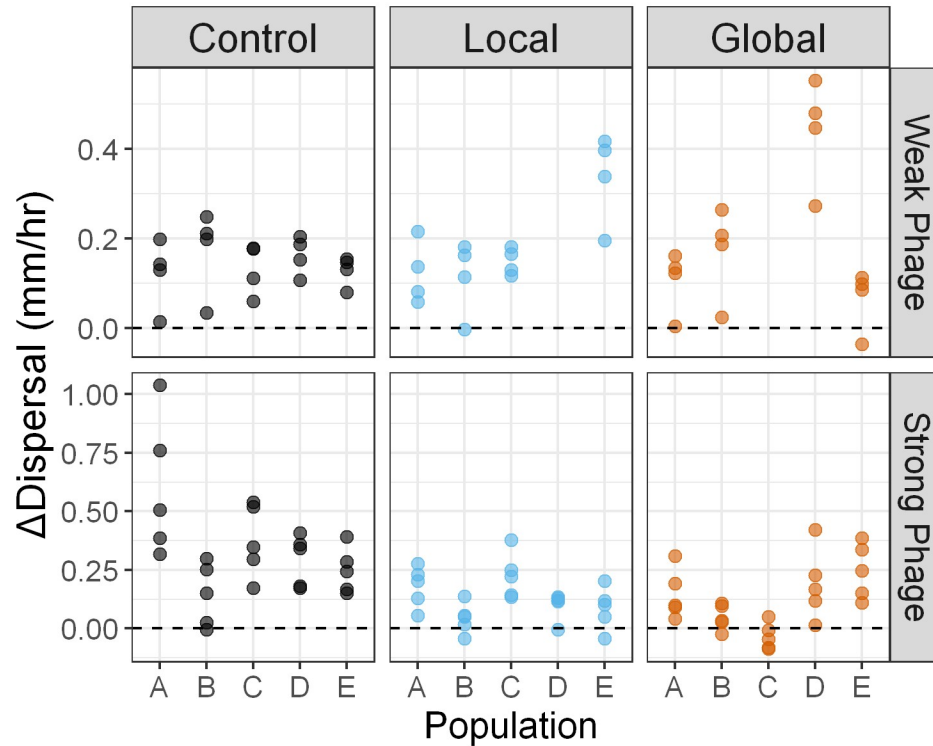 Control Local Global
0.4
0.2
0.0
Weak Phage
1.00
0.75
0.50
0.25
0.00
Strong Phage
ΔDispersal (mm/hr)
A B C D E A B C D E A B C D E
Population